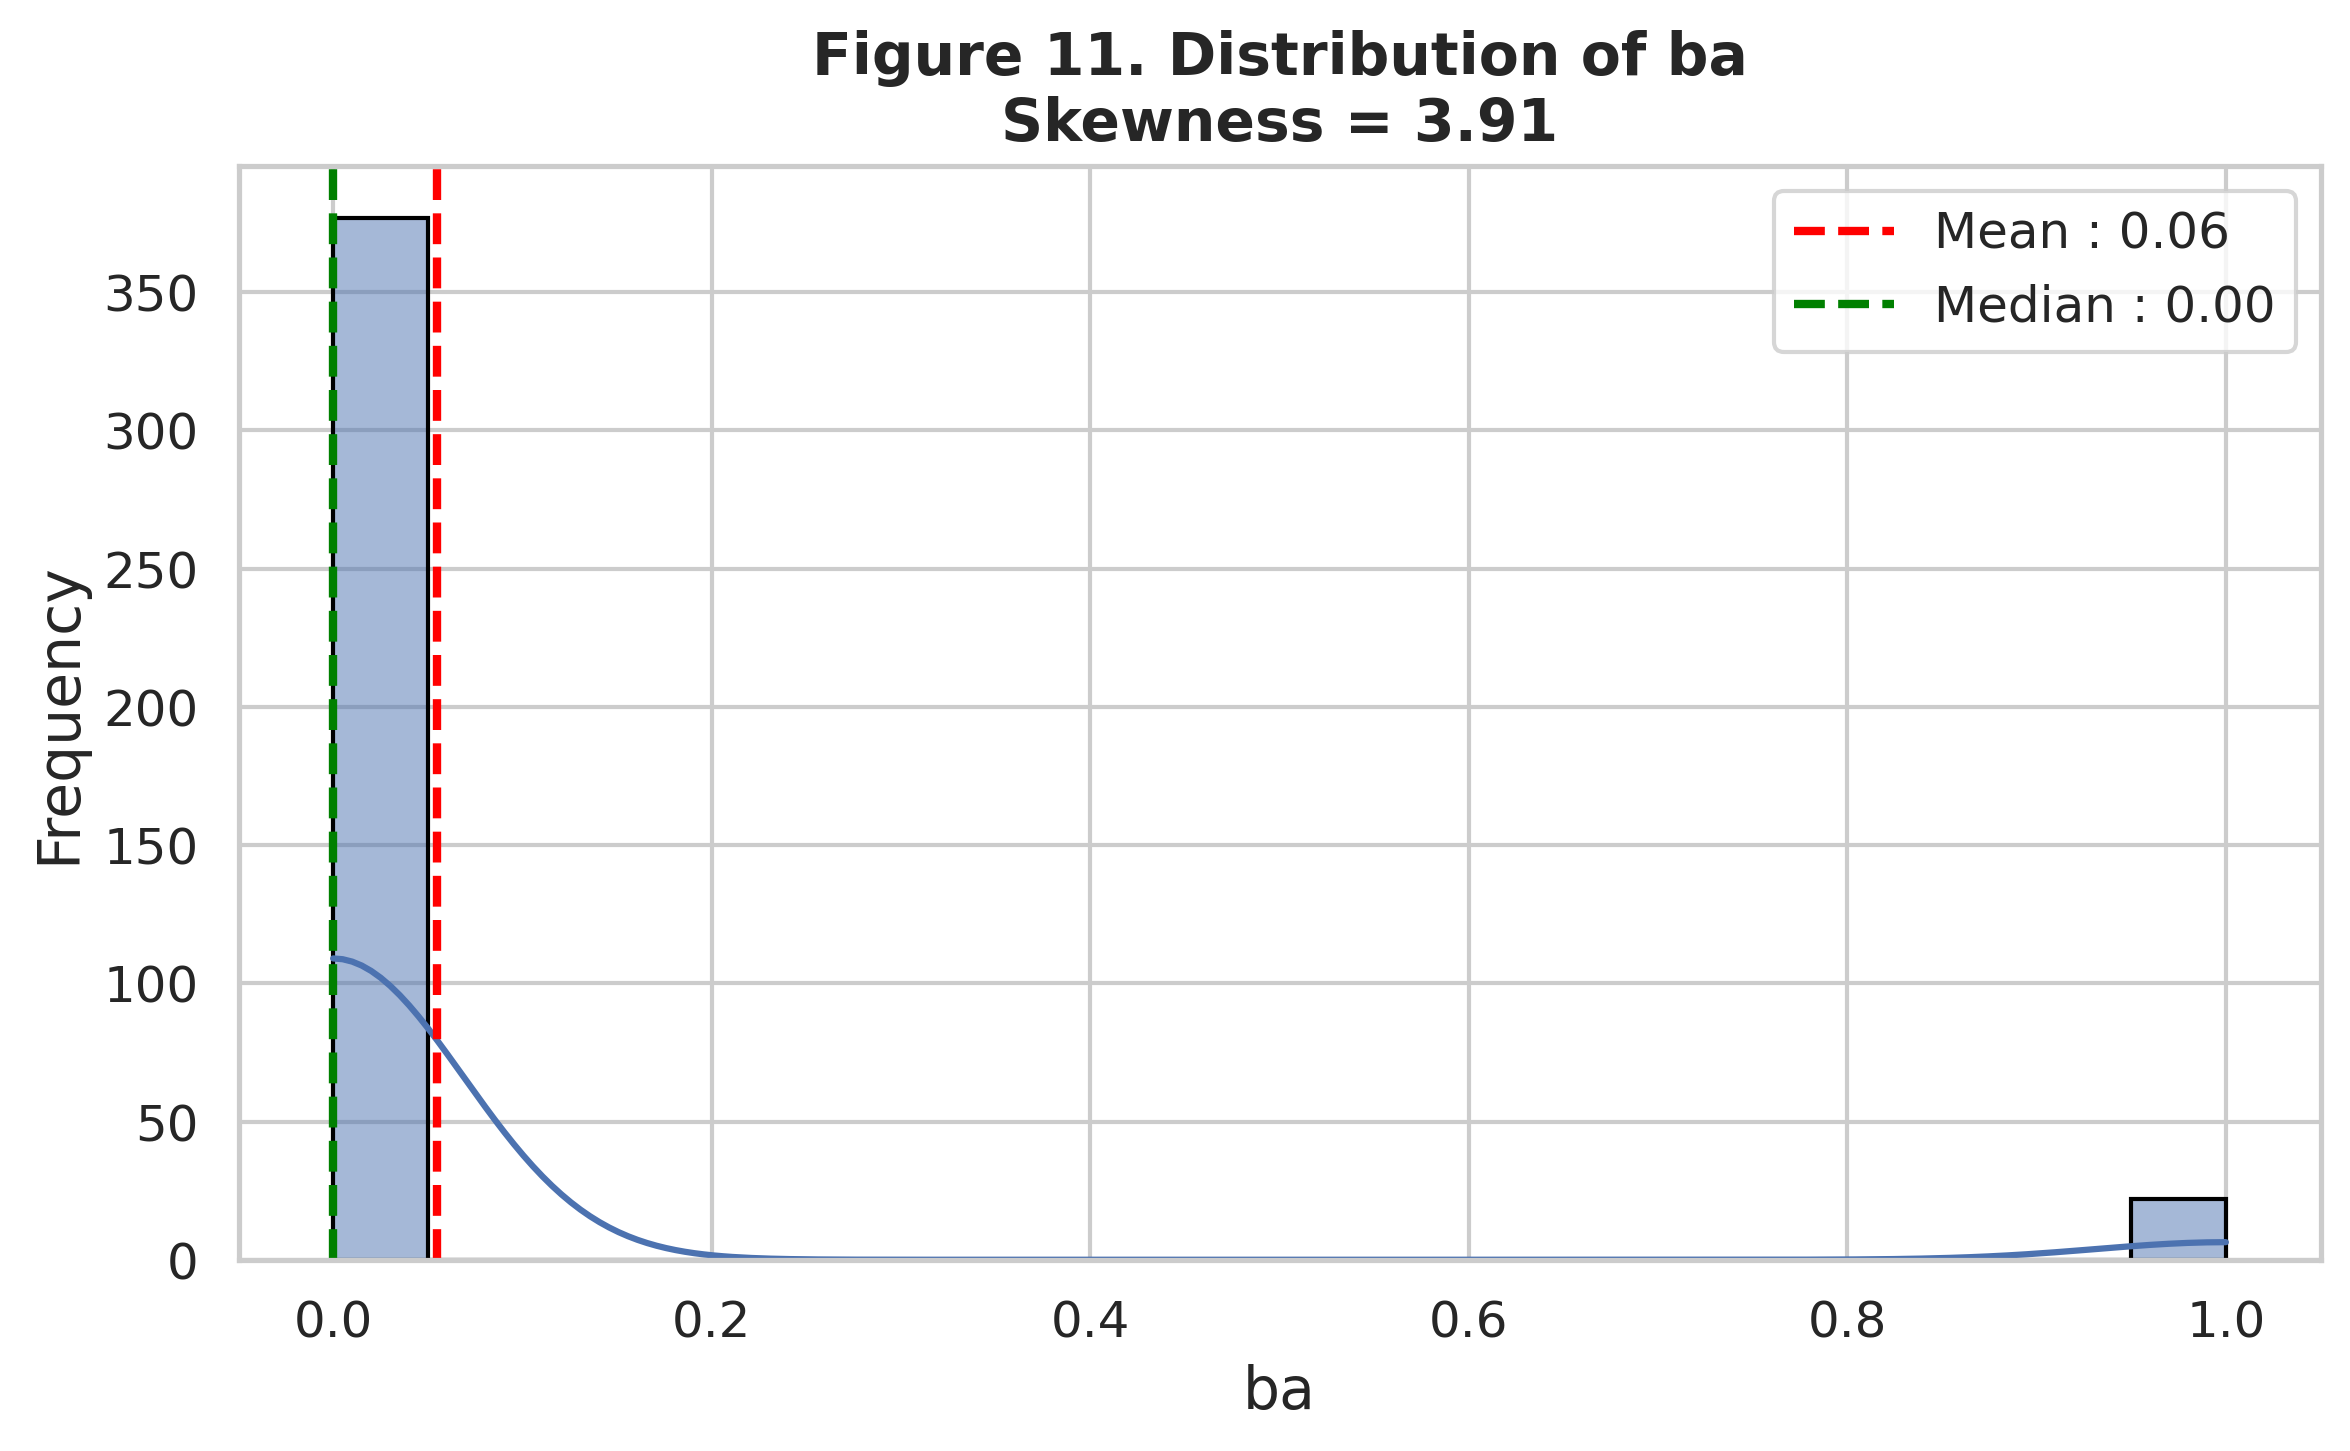 Figure 11. Distribution of ba
Skewness = 3.91
Mean : 0.06
Median : 0.00
Frequency
350
300
250
200
150
100
50
0
0.0 0.2 0.4 0.6 0.8 1.0
ba